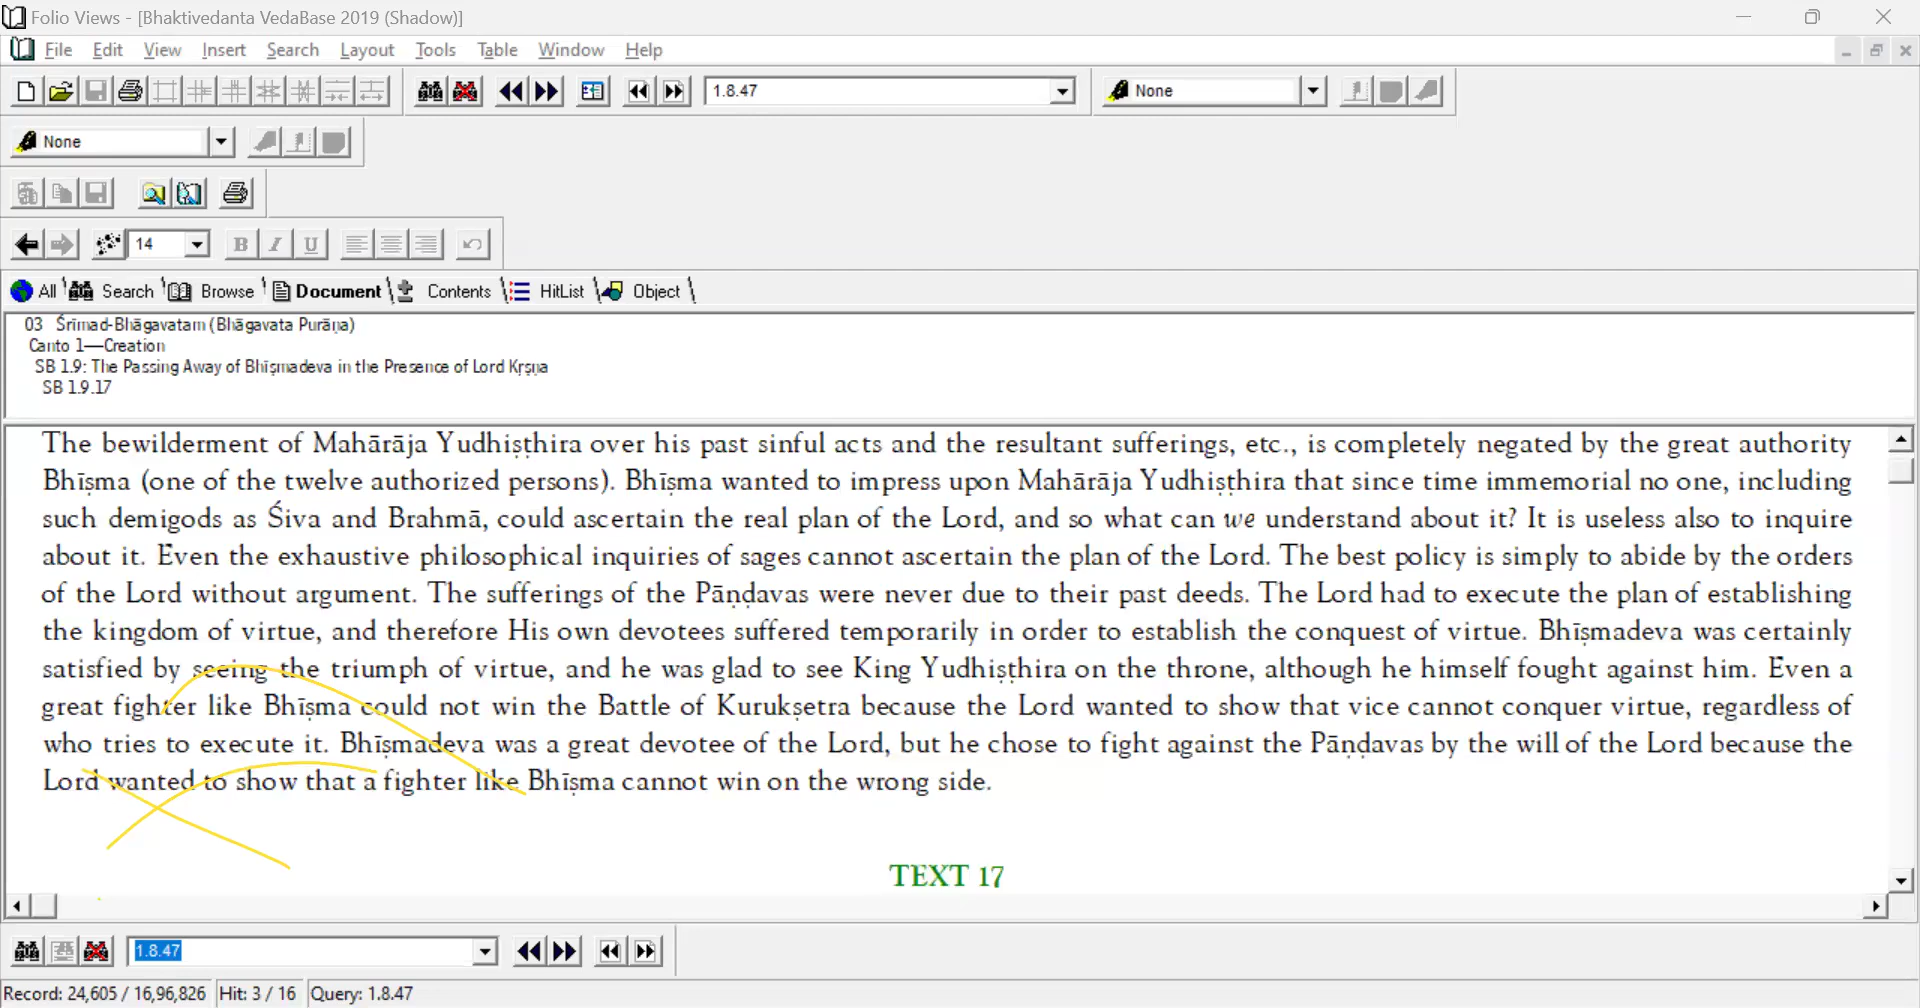 Folio Views - [Bhaktivedanta VedaBase 2019 (Shadow)]
File Edit View Insert Search Layout Tools Table Window Help
1.8.47 None
None
14 B I U
All Search Browse Document Contents HitList Object
03 Śrīmad-Bhāgavatam (Bhāgavata Purāṇa)
Canto 1—Creation
SB 1.9: The Passing Away of Bhīṣmadeva in the Presence of Lord Kṛṣṇa
SB 1.9.17
The bewilderment of Mahārāja Yudhiṣṭhira over his past sinful acts and the resultant sufferings, etc., is completely negated by the great authority
Bhīṣma (one of the twelve authorized persons). Bhīṣma wanted to impress upon Mahārāja Yudhiṣṭhira that since time immemorial no one, including
such demigods as Śiva and Brahmā, could ascertain the real plan of the Lord, and so what can we understand about it? It is useless also to inquire
about it. Even the exhaustive philosophical inquiries of sages cannot ascertain the plan of the Lord. The best policy is simply to abide by the orders
of the Lord without argument. The sufferings of the Pāṇḍavas were never due to their past deeds. The Lord had to execute the plan of establishing
the kingdom of virtue, and therefore His own devotees suffered temporarily in order to establish the conquest of virtue. Bhīṣmadeva was certainly
satisfied by seeing the triumph of virtue, and he was glad to see King Yudhiṣṭhira on the throne, although he himself fought against him. Even a
great fighter like Bhīṣma could not win the Battle of Kurukṣetra because the Lord wanted to show that vice cannot conquer virtue, regardless of
who tries to execute it. Bhīṣmadeva was a great devotee of the Lord, but he chose to fight against the Pāṇḍavas by the will of the Lord because the
Lord wanted to show that a fighter like Bhīṣma cannot win on the wrong side.
TEXT 17
1.8.47
Record: 24,605 / 16,96,826 Hit: 3 / 16 Query: 1.8.47